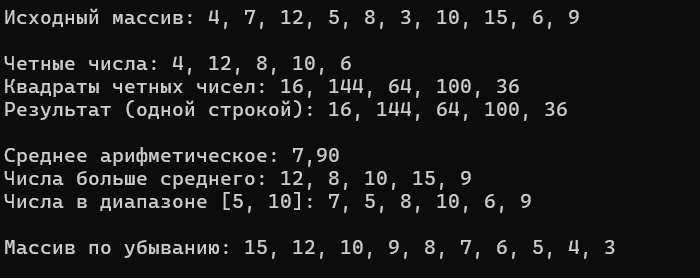 Исходный массив: 4, 7, 12, 5, 8, 3, 10, 15, 6, 9
Четные числа: 4, 12, 8, 10, 6
Квадраты четных чисел: 16, 144, 64, 100, 36
Результат (одной строкой): 16, 144, 64, 100, 36
Среднее арифметическое: 7,90
Числа больше среднего: 12, 8, 10, 15, 9
Числа в диапазоне [5, 10]: 7, 5, 8, 10, 6, 9
Массив по убыванию: 15, 12, 10, 9, 8, 7, 6, 5, 4, 3